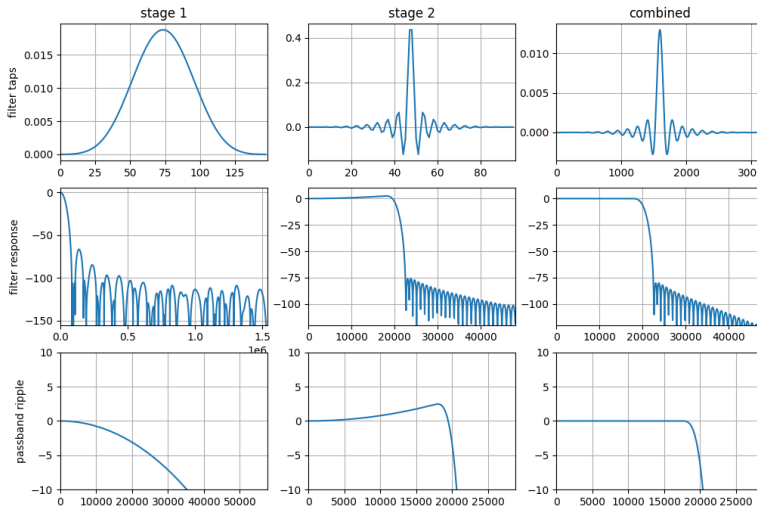 stage 1
stage 2
combined
filter taps
0.015
0.010
0.005
0.000
0 25 50 75 100 125
0.4
0.2
0.0
0 20 40 60 80
0.010
0.005
0.000
0 1000 2000
filter response
0
−50
−100
−150
0.0 0.5 1.0 1.5
1e6
0
−25
−50
−75
−100
0 10000 20000 30000 40000
0
−25
−50
−75
−100
0 10000 20000 30000 40000
passband ripple
10
5
0
−5
−10
0 10000 20000 30000 40000 50000
10
5
0
−5
−10
0 5000 10000 15000 20000 25000
10
5
0
−5
−10
0 5000 10000 15000 20000 25000